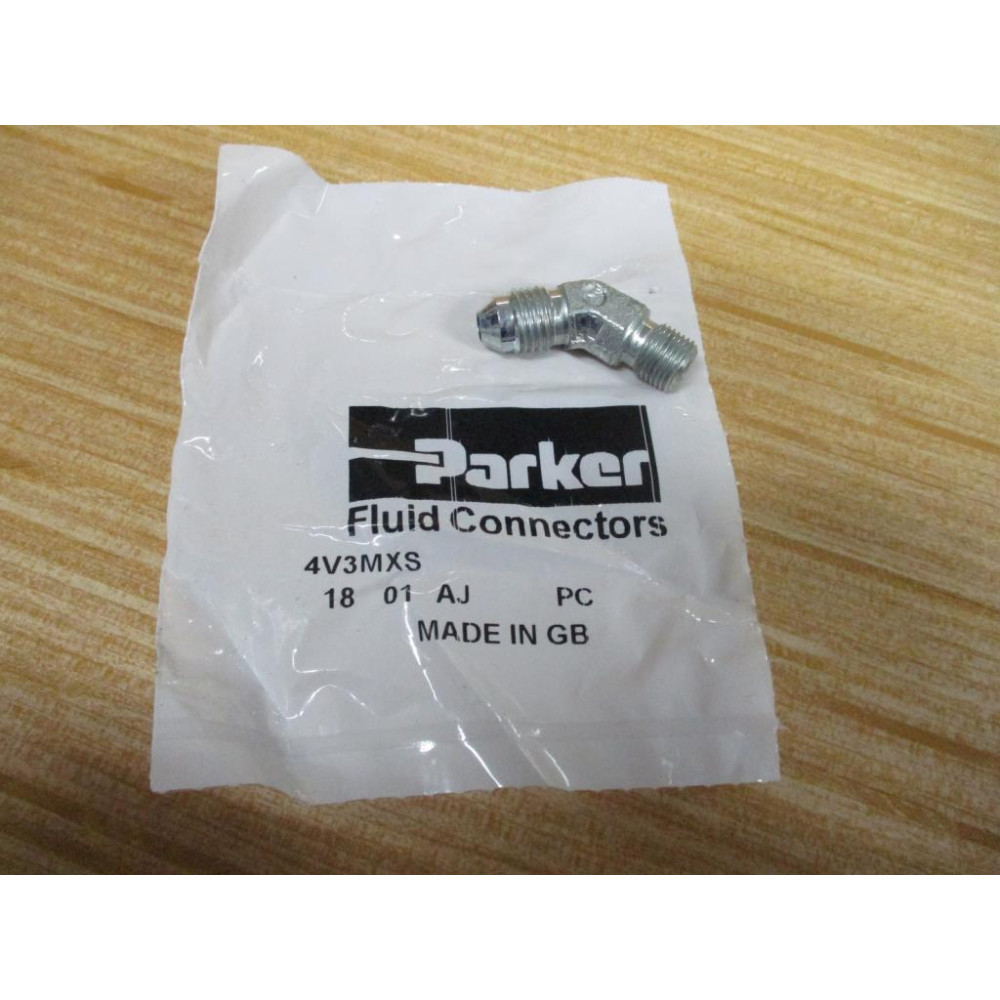 Parker
Fluid Connectors
4V3MXS
18 01 AJ PC
MADE IN GB